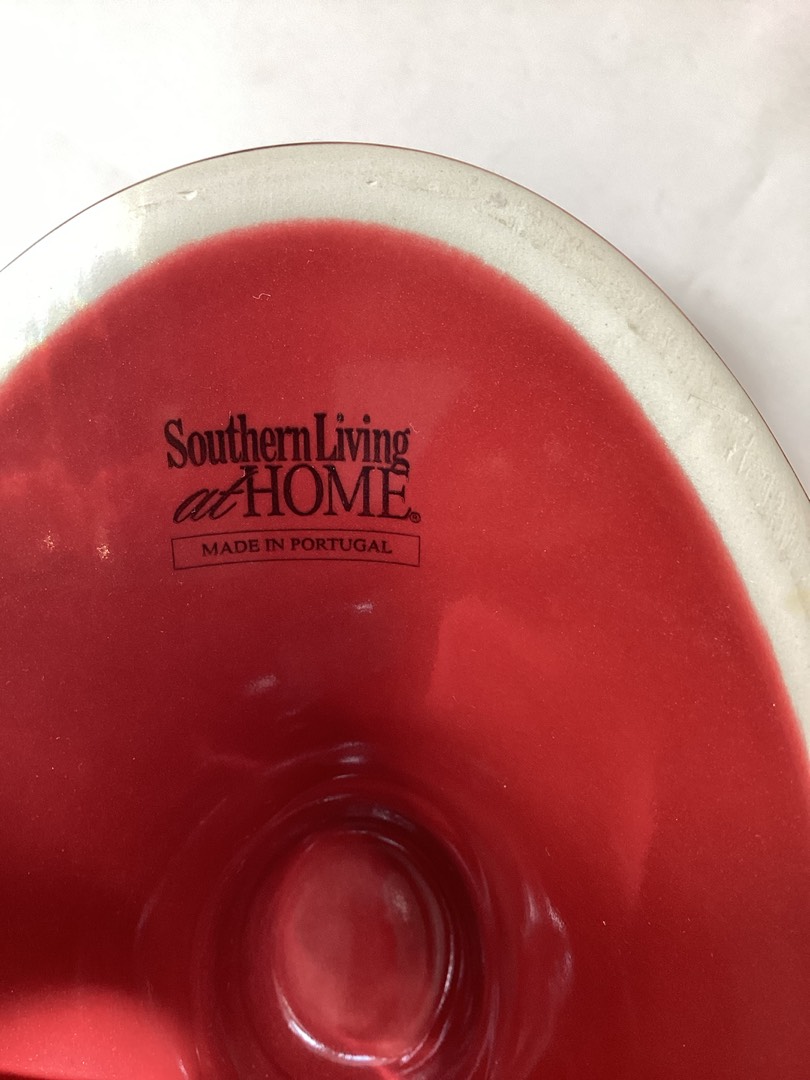 Southern Living
at HOME®
MADE IN PORTUGAL